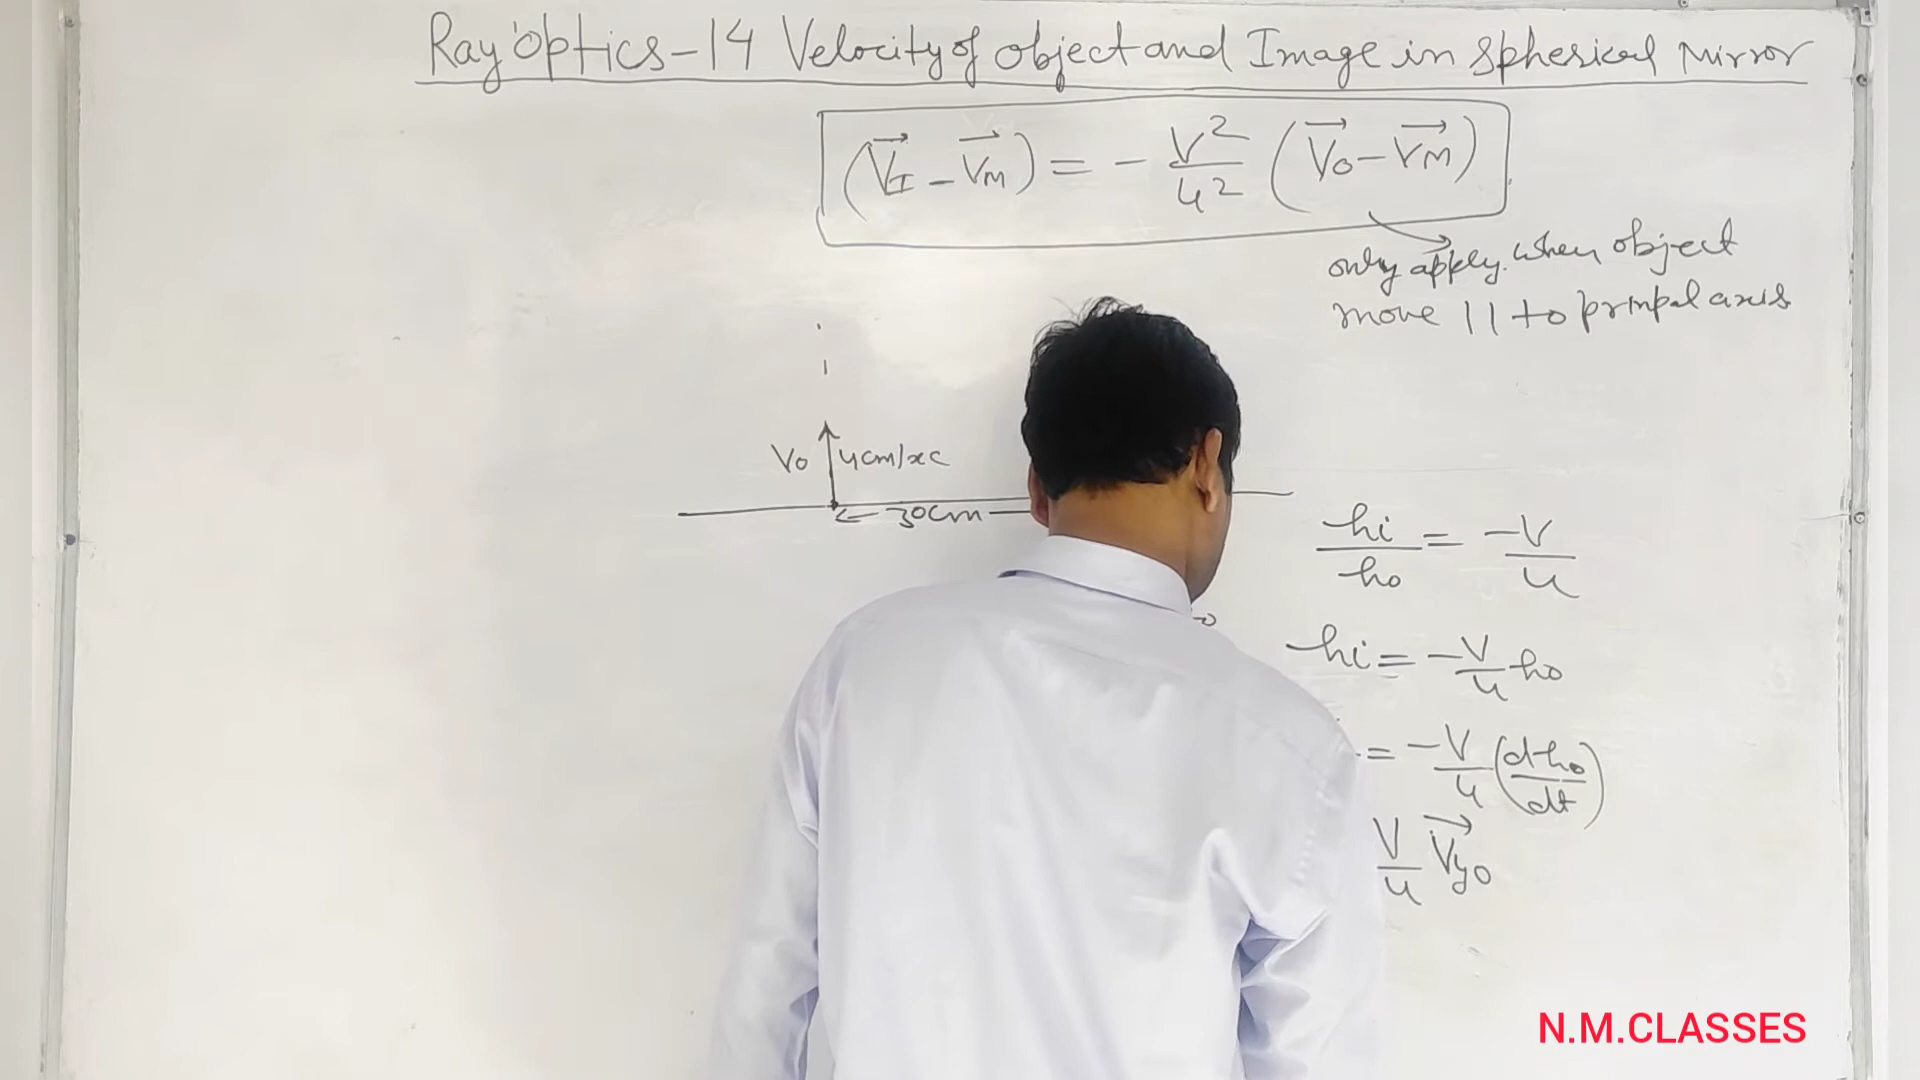 Ray Optics-14 Velocity of object and Image in Spherical Mirror
(V⃗I - V⃗M) = - V²/u² (V⃗O - V⃗M)
only apply when object
move || to prinpal axis
Vo 4cm/sec
30cm
hi/ho = -V/u
hi = -V/u ho
= -V/u (dho/dt)
V/u V⃗yo
N.M.CLASSES